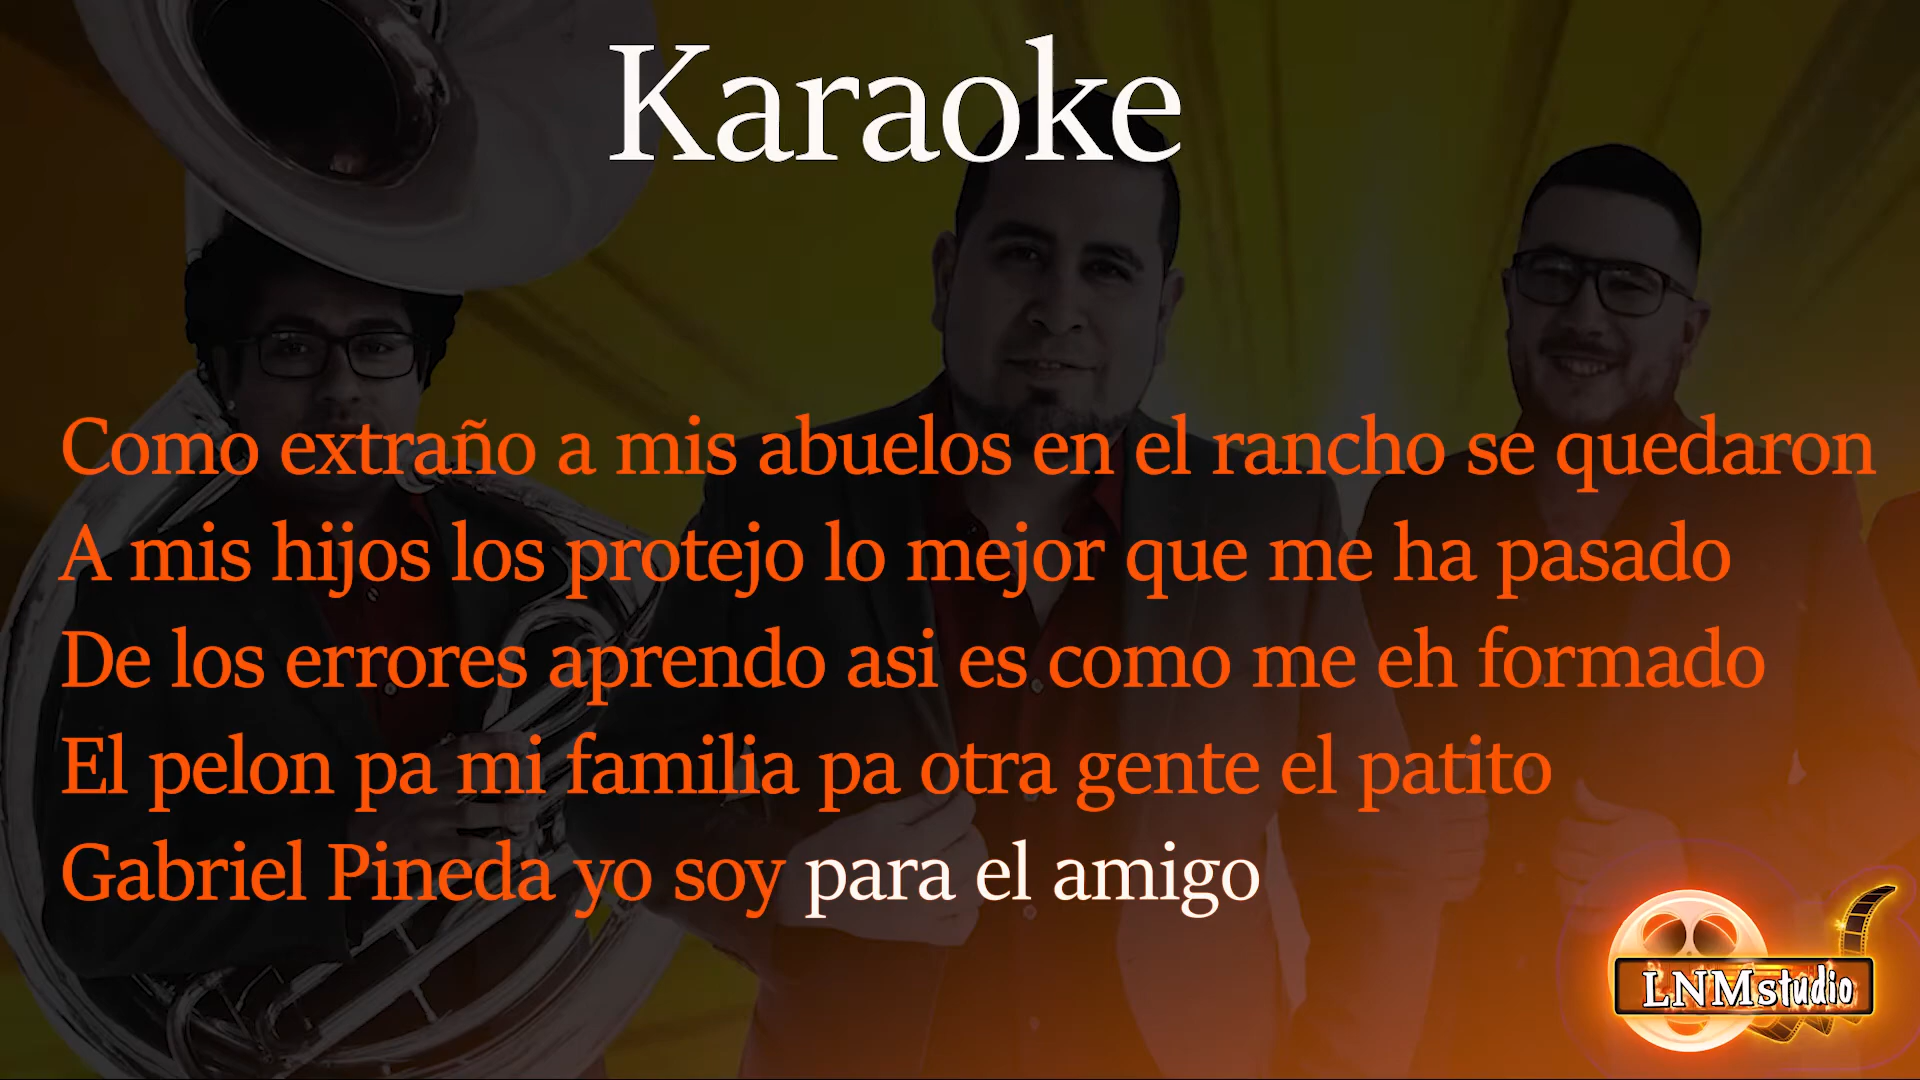 Karaoke
Como extraño a mis abuelos en el rancho se quedaron
A mis hijos los protejo lo mejor que me ha pasado
De los errores aprendo asi es como me eh formado
El pelon pa mi familia pa otra gente el patito
Gabriel Pineda yo soy para el amigo
LNMstudio